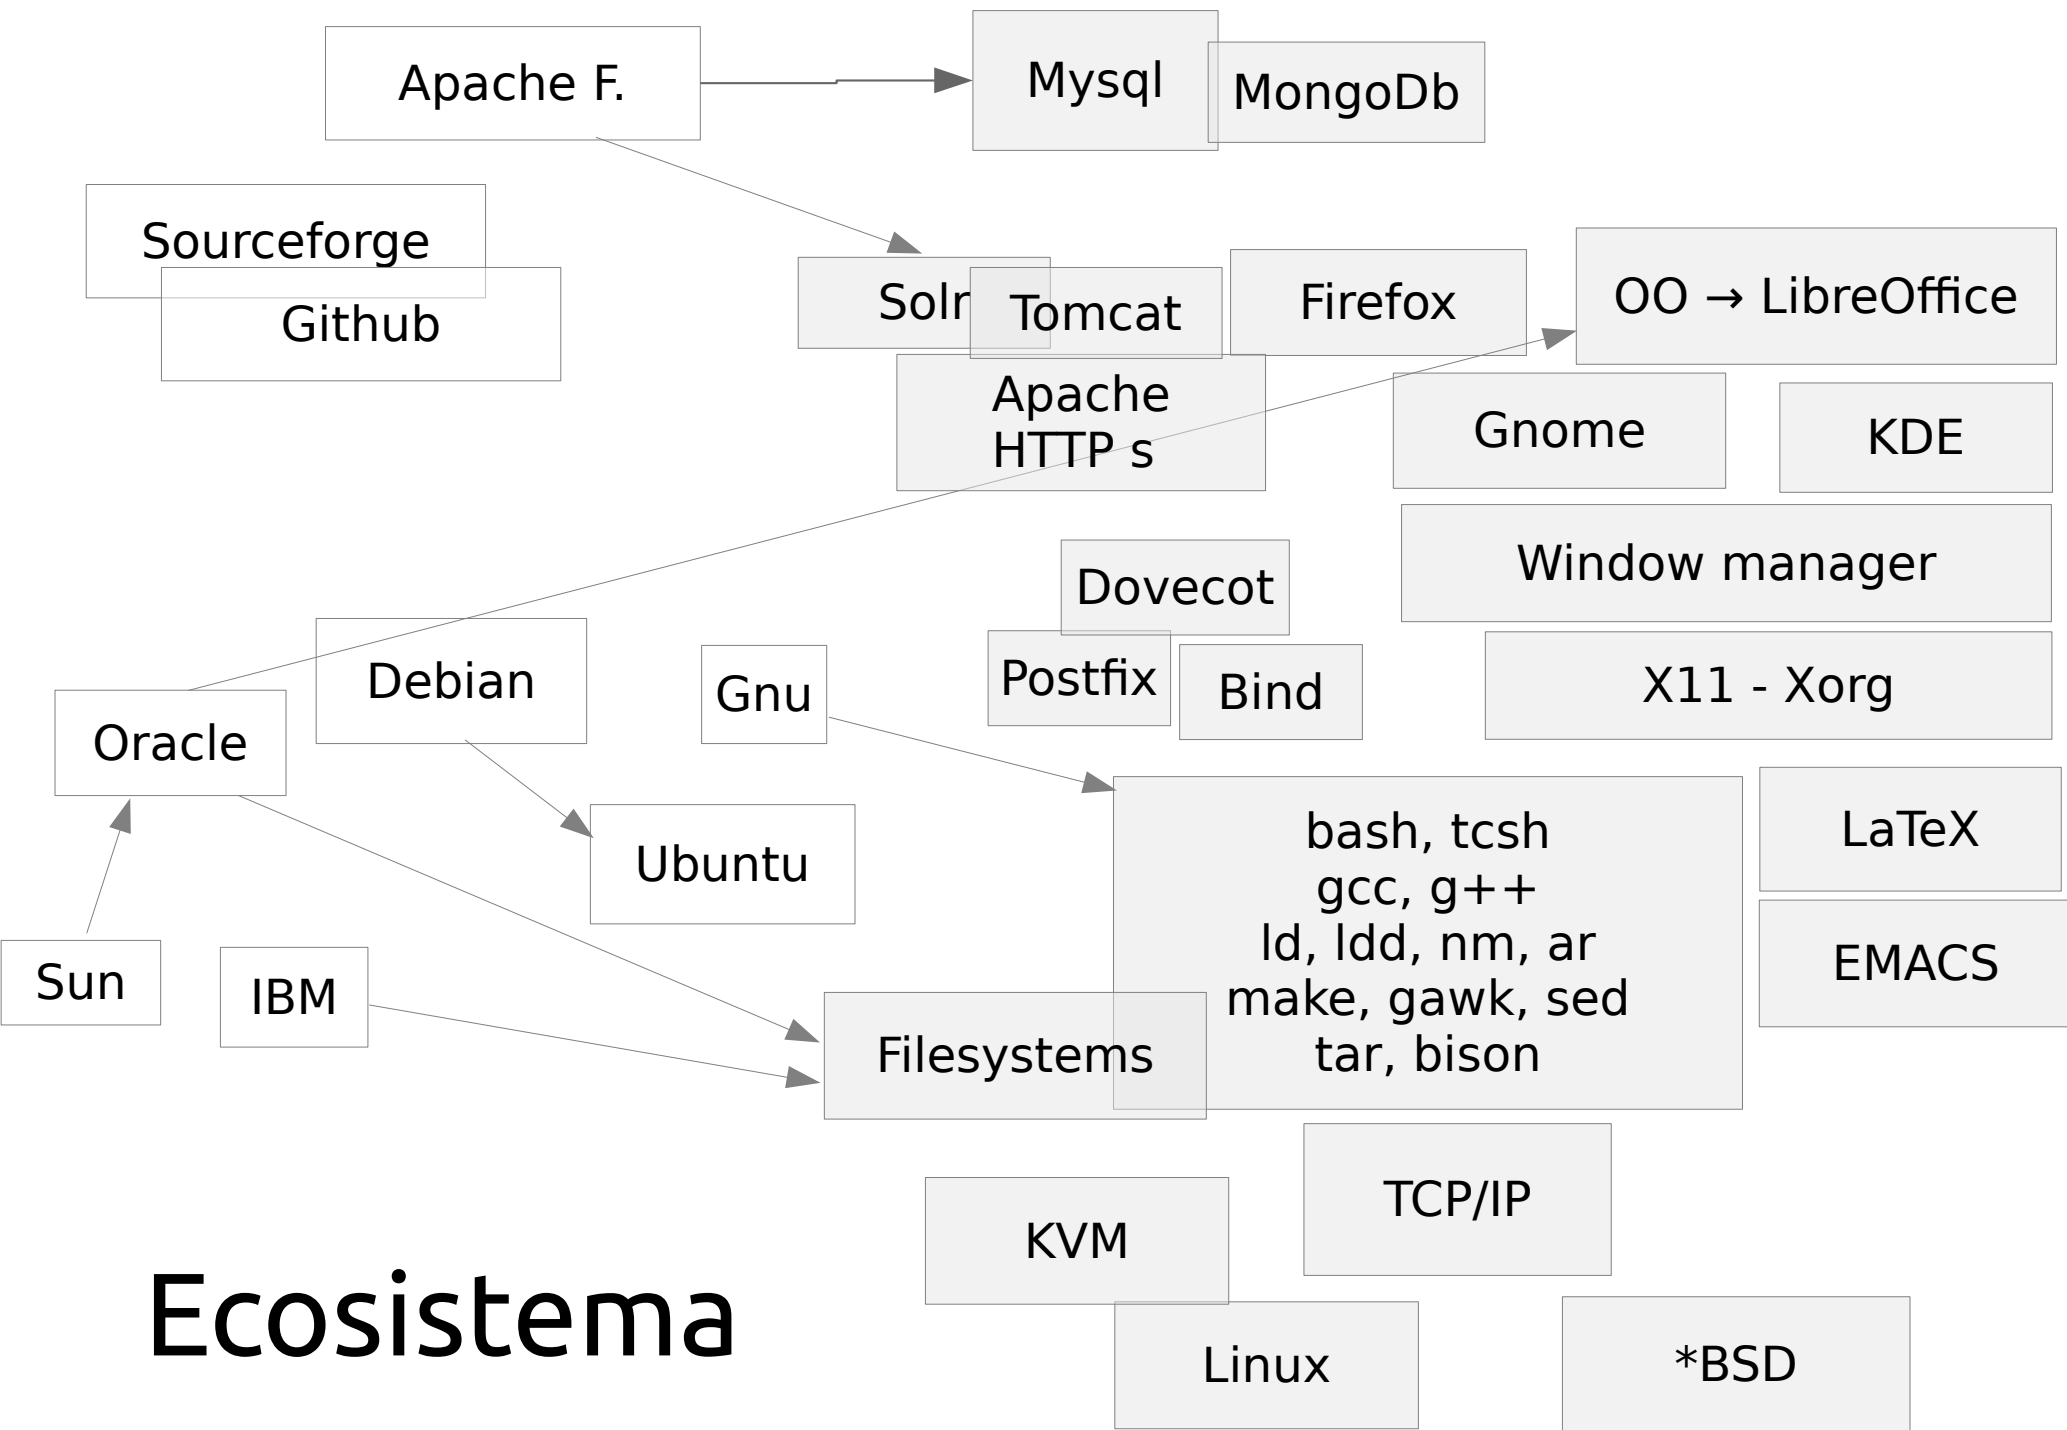 Apache F.
Mysql
MongoDb
Sourceforge
Github
Solr
Tomcat
Firefox
OO → LibreOffice
Apache
HTTP s
Gnome
KDE
Window manager
Dovecot
Postfix
Bind
X11 - Xorg
Debian
Gnu
Oracle
Ubuntu
bash, tcsh
gcc, g++
ld, ldd, nm, ar
make, gawk, sed
tar, bison
LaTeX
EMACS
Sun
IBM
Filesystems
TCP/IP
KVM
Linux
*BSD
Ecosistema